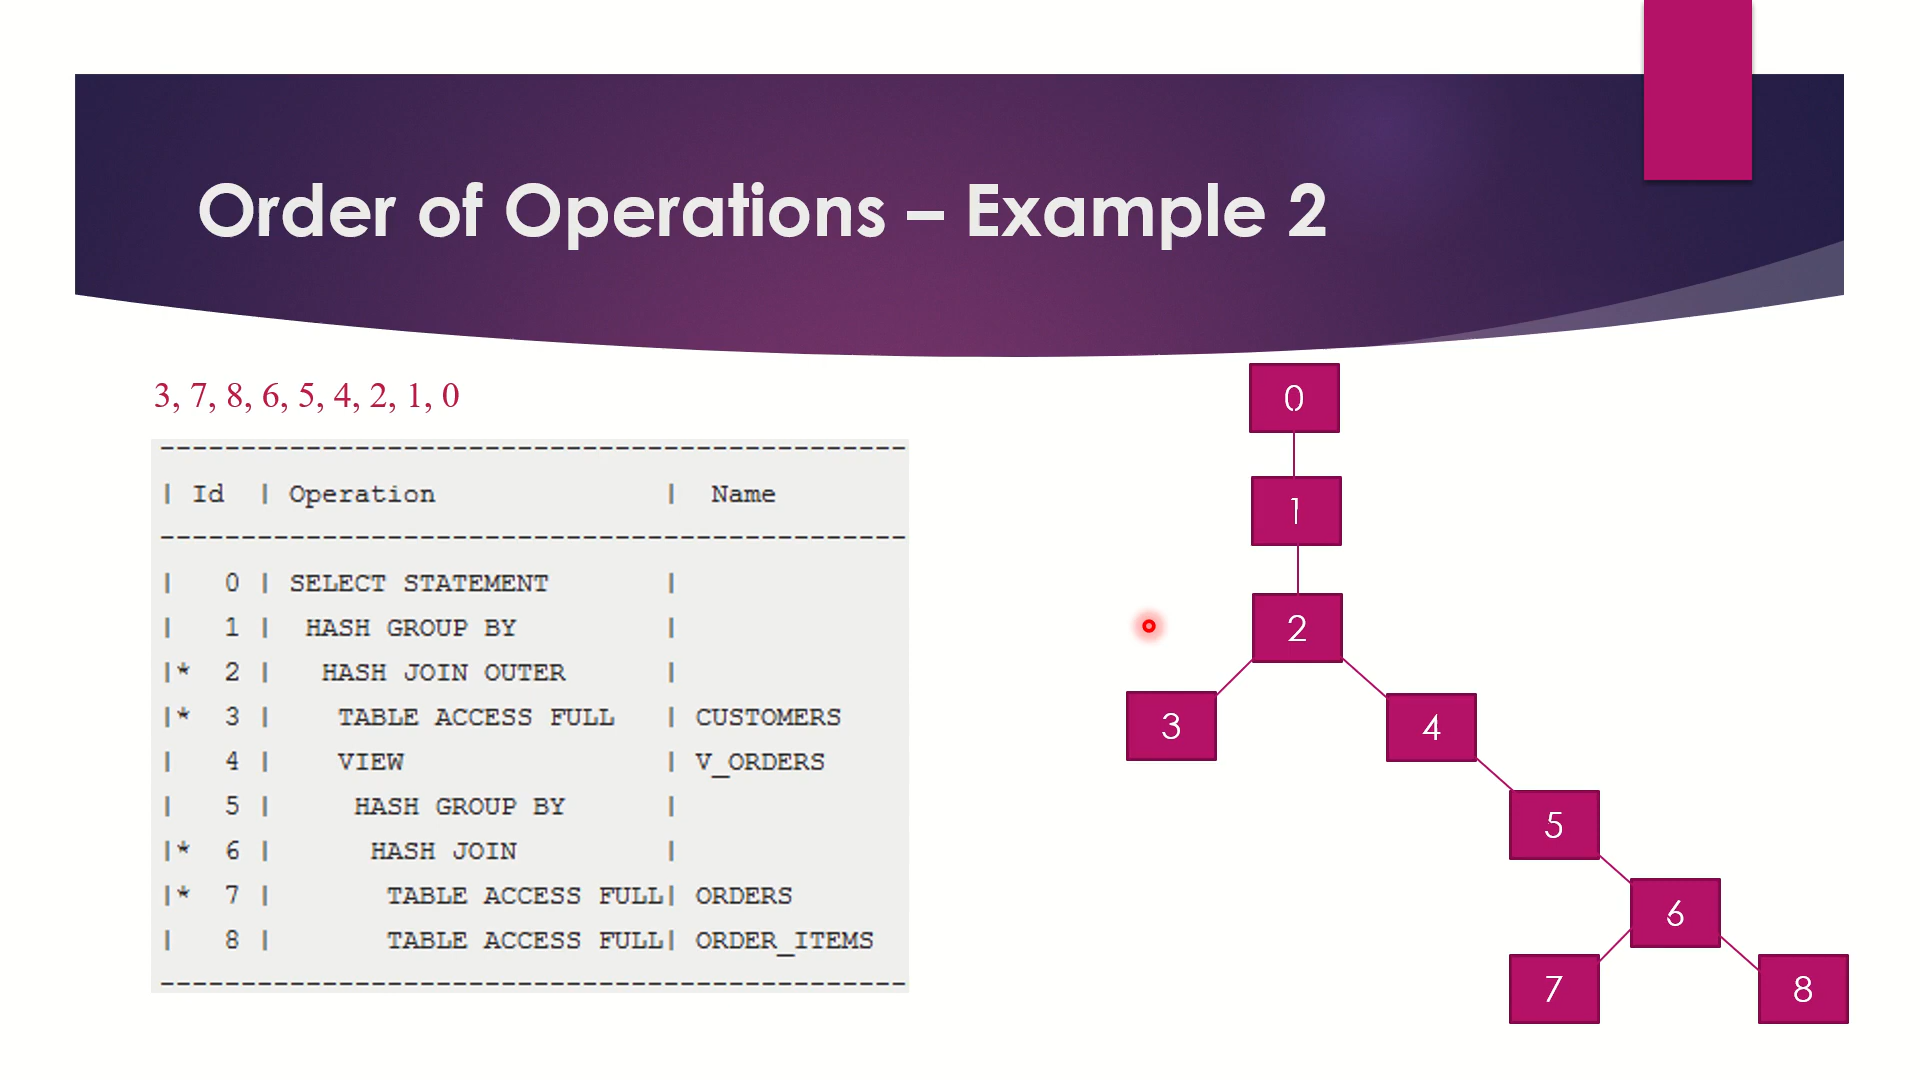 Order of Operations – Example 2
3, 7, 8, 6, 5, 4, 2, 1, 0
-----------------------------------------------
| Id  | Operation              |  Name
-----------------------------------------------
|   0 | SELECT STATEMENT       |
|   1 |  HASH GROUP BY         |
|*  2 |   HASH JOIN OUTER      |
|*  3 |    TABLE ACCESS FULL   | CUSTOMERS
|   4 |    VIEW                | V_ORDERS
|   5 |     HASH GROUP BY      |
|*  6 |      HASH JOIN         |
|*  7 |       TABLE ACCESS FULL| ORDERS
|   8 |       TABLE ACCESS FULL| ORDER_ITEMS
-----------------------------------------------
0
1
2
3 4
5
6
7 8